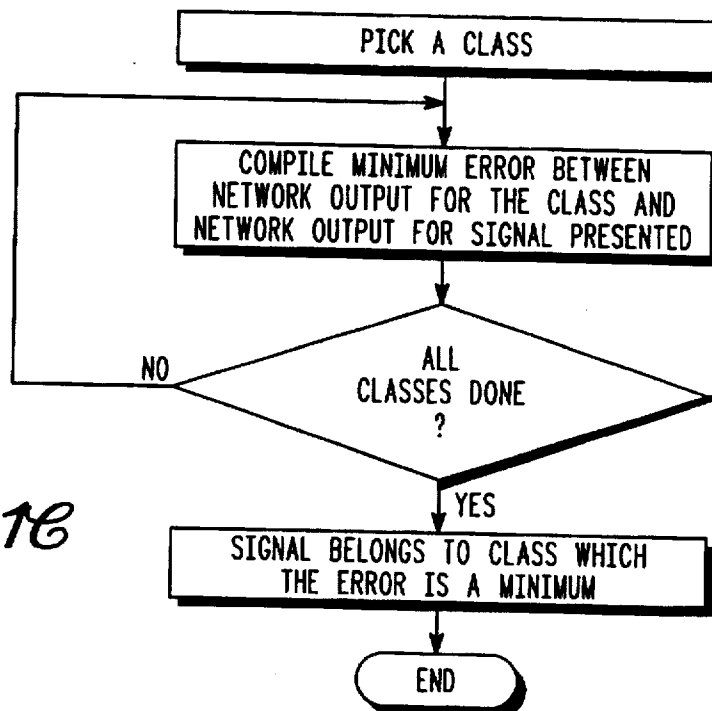 PICK A CLASS
COMPILE MINIMUM ERROR BETWEEN
NETWORK OUTPUT FOR THE CLASS AND
NETWORK OUTPUT FOR SIGNAL PRESENTED
ALL
CLASSES DONE
?
NO
YES
1C
SIGNAL BELONGS TO CLASS WHICH
THE ERROR IS A MINIMUM
END